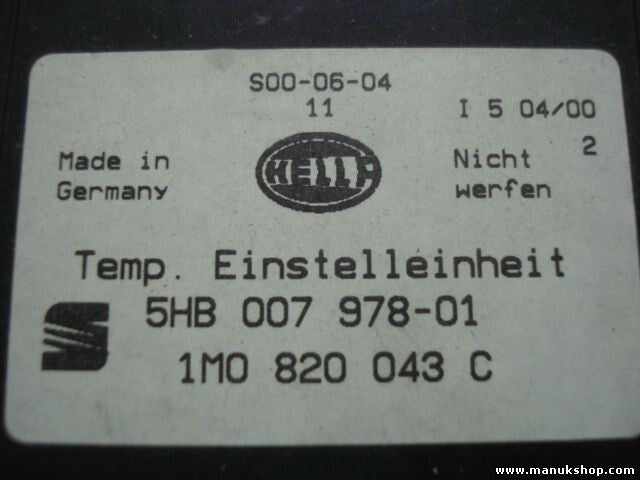 S00-06-04
11
I 5 04/00
2
Made in
Germany
HELLA
Nicht
werfen
Temp. Einstelleinheit
5HB 007 978-01
1M0 820 043 C
www.manukshop.com